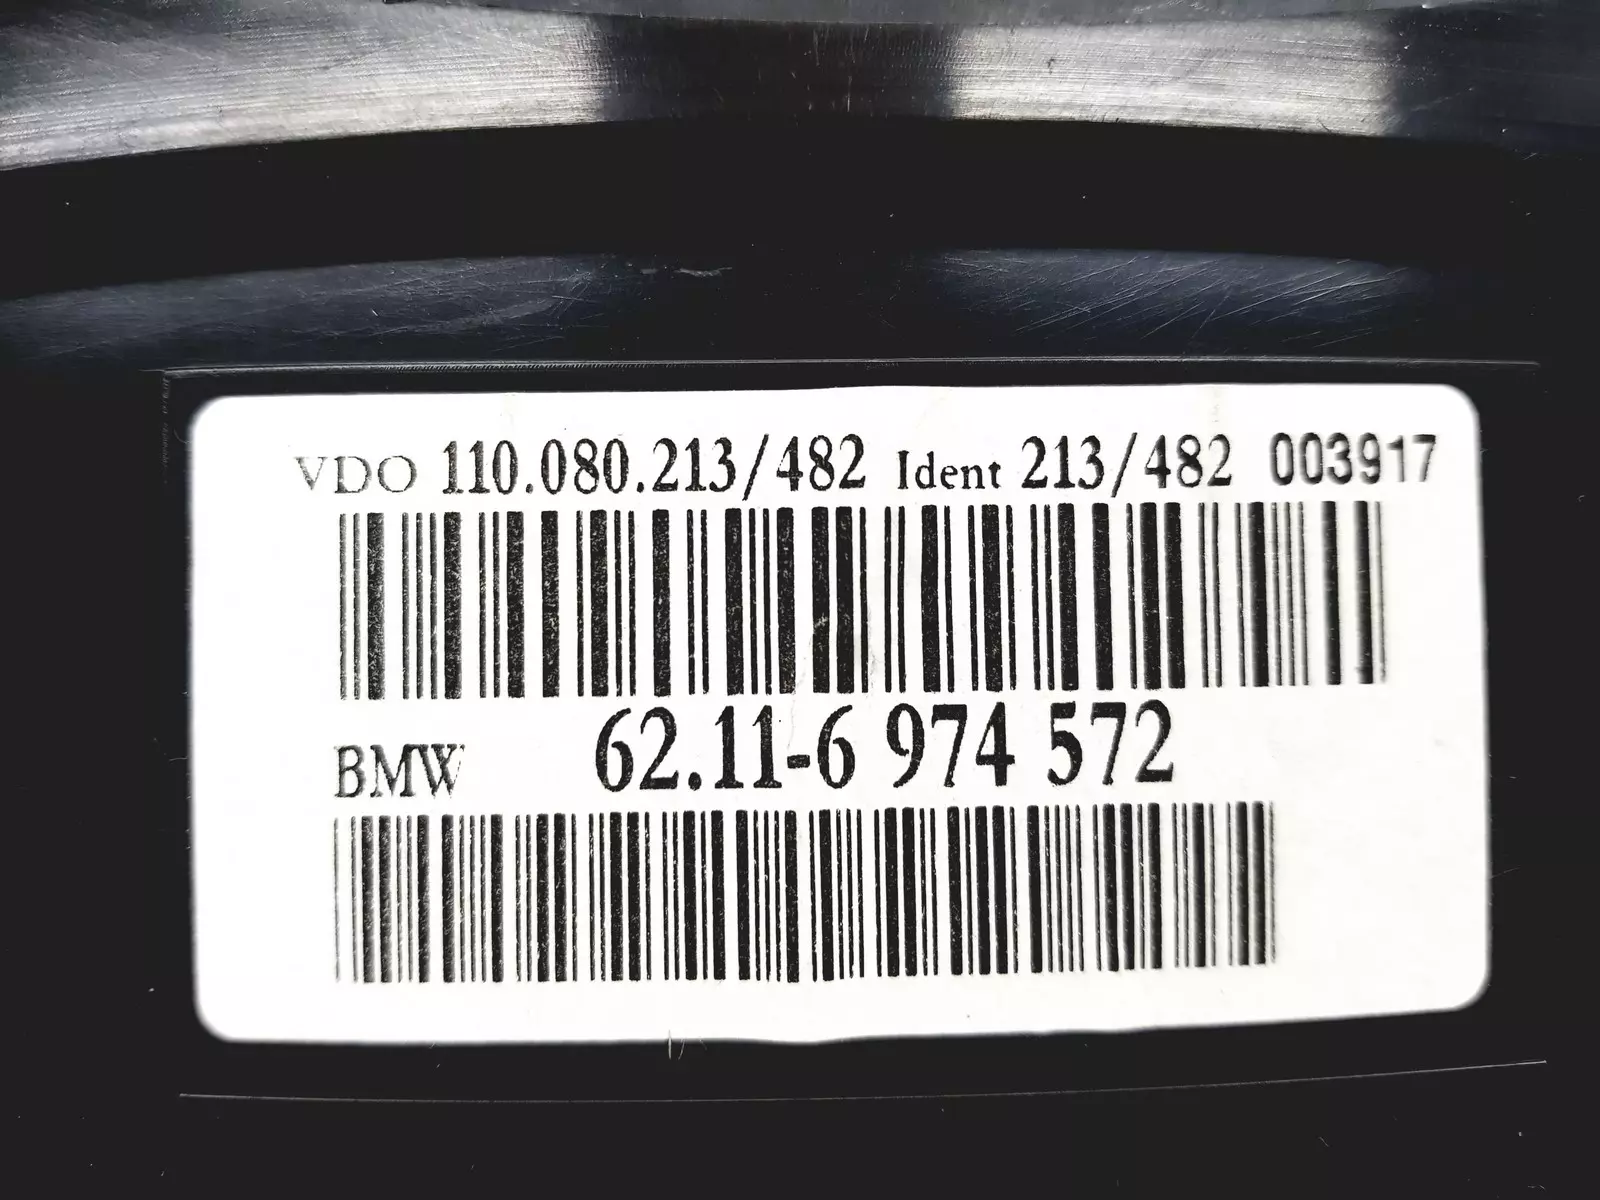 VDO 110.080.213/482 Ident 213/482 003917
BMW 62.11-6 974 572